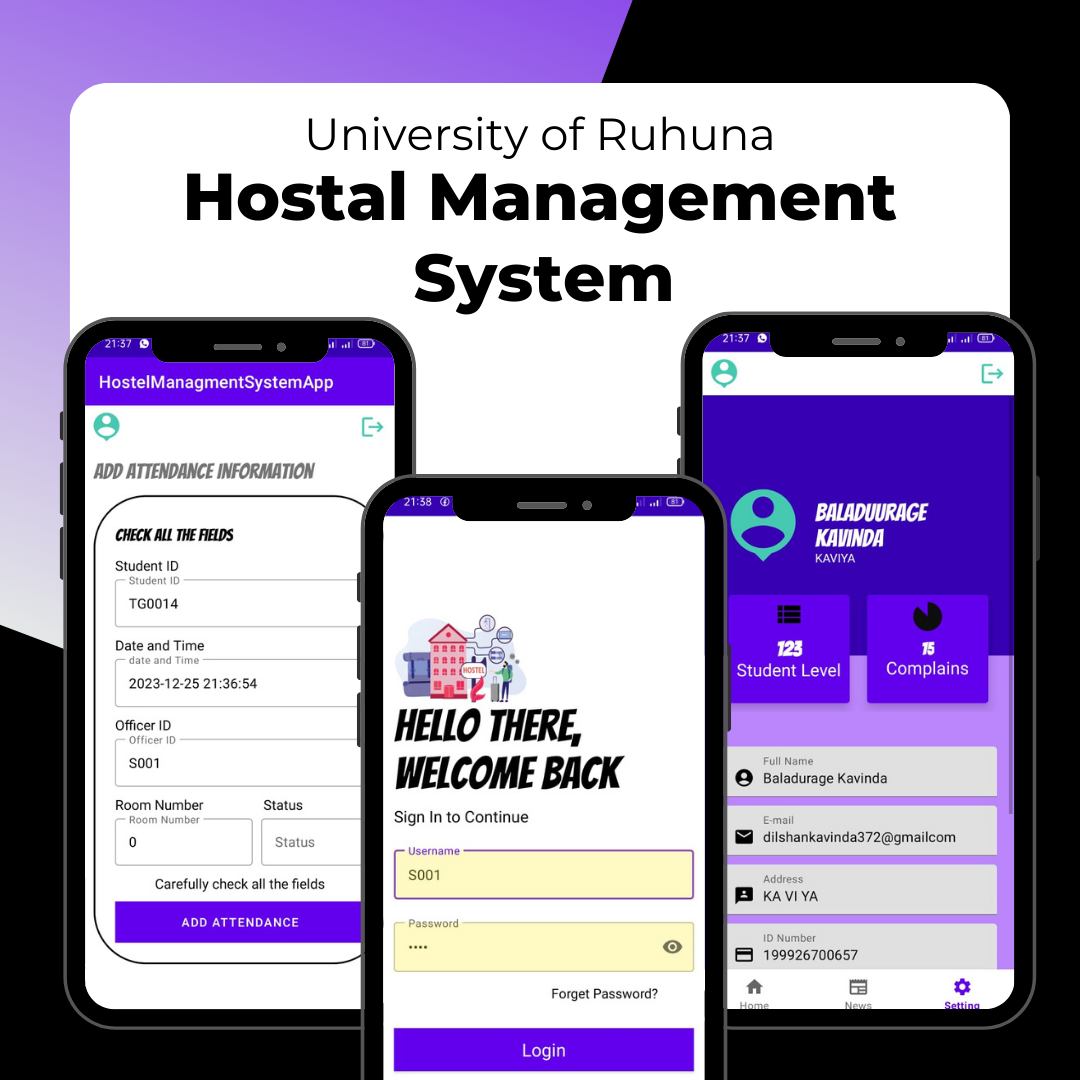 University of Ruhuna
Hostal Management
System
21:37
81
HostelManagmentSystemApp
ADD ATTENDANCE INFORMATION
CHECK ALL THE FIELDS
Student ID
Student ID
TG0014
Date and Time
date and Time
2023-12-25 21:36:54
Officer ID
Officer ID
S001
Room Number Status
Room Number
0 Status
Carefully check all the fields
ADD ATTENDANCE
21:38
81
HOSTEL
HELLO THERE,
WELCOME BACK
Sign In to Continue
Username
S001
Password
••••
Forget Password?
Login
21:37
81
BALADUURAGE
KAVINDA
KAVIYA
123
Student Level
15
Complains
Full Name
Baladurage Kavinda
E-mail
dilshankavinda372@gmailcom
Address
KA VI YA
ID Number
199926700657
Home News Setting